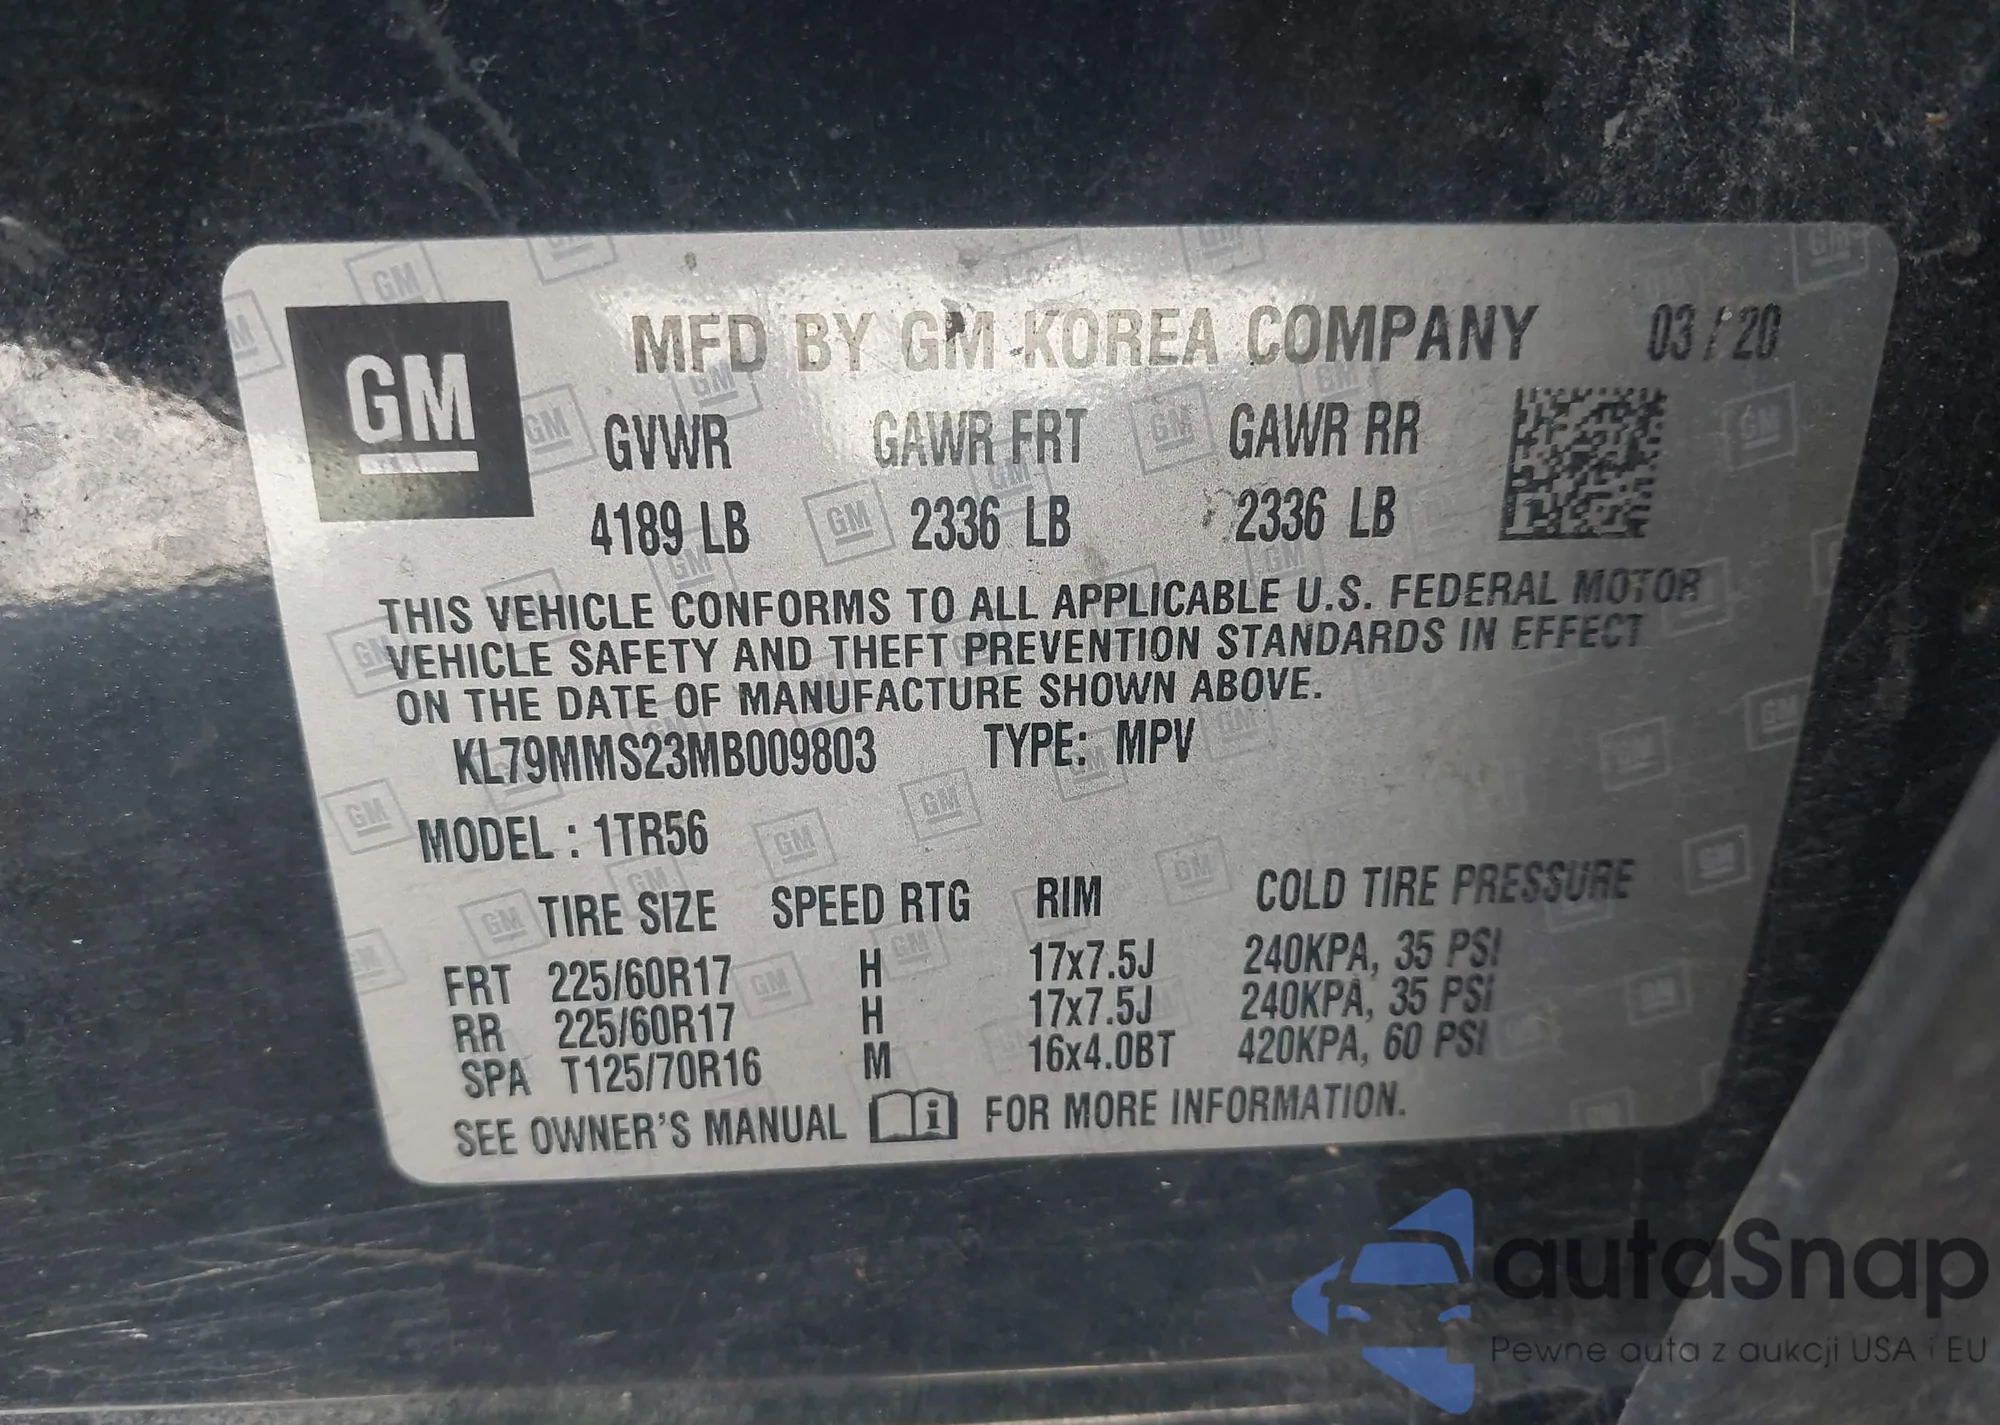 GM
MFD BY GM KOREA COMPANY 03 / 20
GVWR GAWR FRT GAWR RR
4189 LB 2336 LB 2336 LB
THIS VEHICLE CONFORMS TO ALL APPLICABLE U.S. FEDERAL MOTOR
VEHICLE SAFETY AND THEFT PREVENTION STANDARDS IN EFFECT
ON THE DATE OF MANUFACTURE SHOWN ABOVE.
KL79MMS23MB009803 TYPE: MPV
MODEL : 1TR56
TIRE SIZE SPEED RTG RIM COLD TIRE PRESSURE
FRT 225/60R17 H 17x7.5J 240KPA, 35 PSI
RR 225/60R17 H 17x7.5J 240KPA, 35 PSI
SPA T125/70R16 M 16x4.0BT 420KPA, 60 PSI
SEE OWNER'S MANUAL i FOR MORE INFORMATION.
autaSnap
Pewne auta z aukcji USA i EU